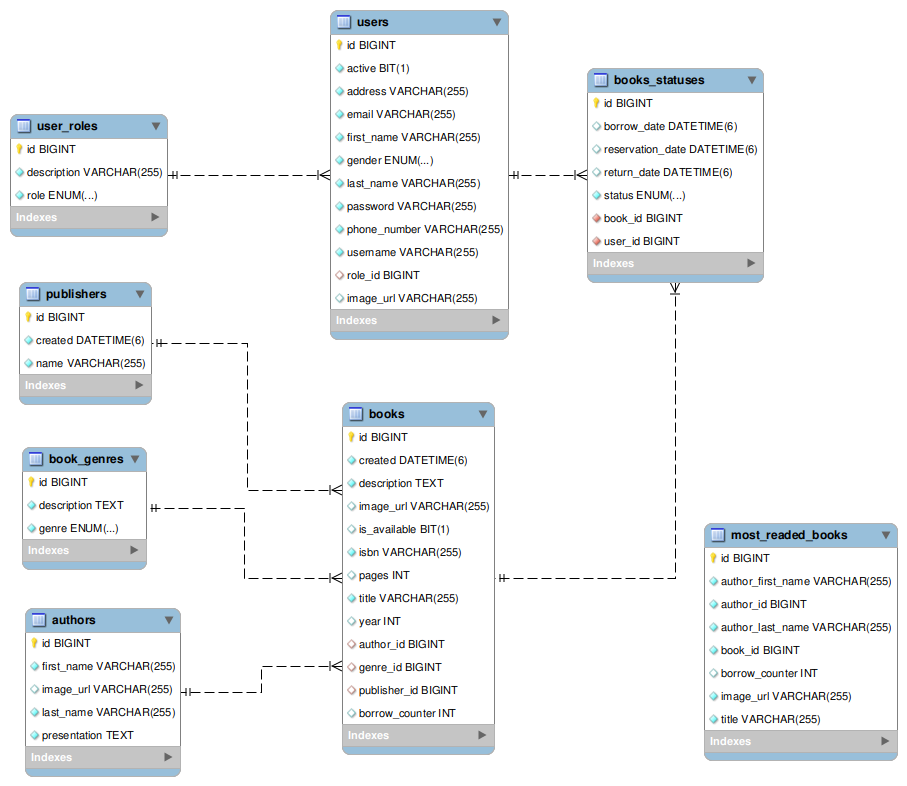 users
id BIGINT
active BIT(1)
address VARCHAR(255)
email VARCHAR(255)
first_name VARCHAR(255)
gender ENUM(...)
last_name VARCHAR(255)
password VARCHAR(255)
phone_number VARCHAR(255)
username VARCHAR(255)
role_id BIGINT
image_url VARCHAR(255)
Indexes
books_statuses
id BIGINT
borrow_date DATETIME(6)
reservation_date DATETIME(6)
return_date DATETIME(6)
status ENUM(...)
book_id BIGINT
user_id BIGINT
Indexes
user_roles
id BIGINT
description VARCHAR(255)
role ENUM(...)
Indexes
publishers
id BIGINT
created DATETIME(6)
name VARCHAR(255)
Indexes
books
id BIGINT
created DATETIME(6)
description TEXT
image_url VARCHAR(255)
is_available BIT(1)
isbn VARCHAR(255)
pages INT
title VARCHAR(255)
year INT
author_id BIGINT
genre_id BIGINT
publisher_id BIGINT
borrow_counter INT
Indexes
book_genres
id BIGINT
description TEXT
genre ENUM(...)
Indexes
most_readed_books
id BIGINT
author_first_name VARCHAR(255)
author_id BIGINT
author_last_name VARCHAR(255)
book_id BIGINT
borrow_counter INT
image_url VARCHAR(255)
title VARCHAR(255)
Indexes
authors
id BIGINT
first_name VARCHAR(255)
image_url VARCHAR(255)
last_name VARCHAR(255)
presentation TEXT
Indexes